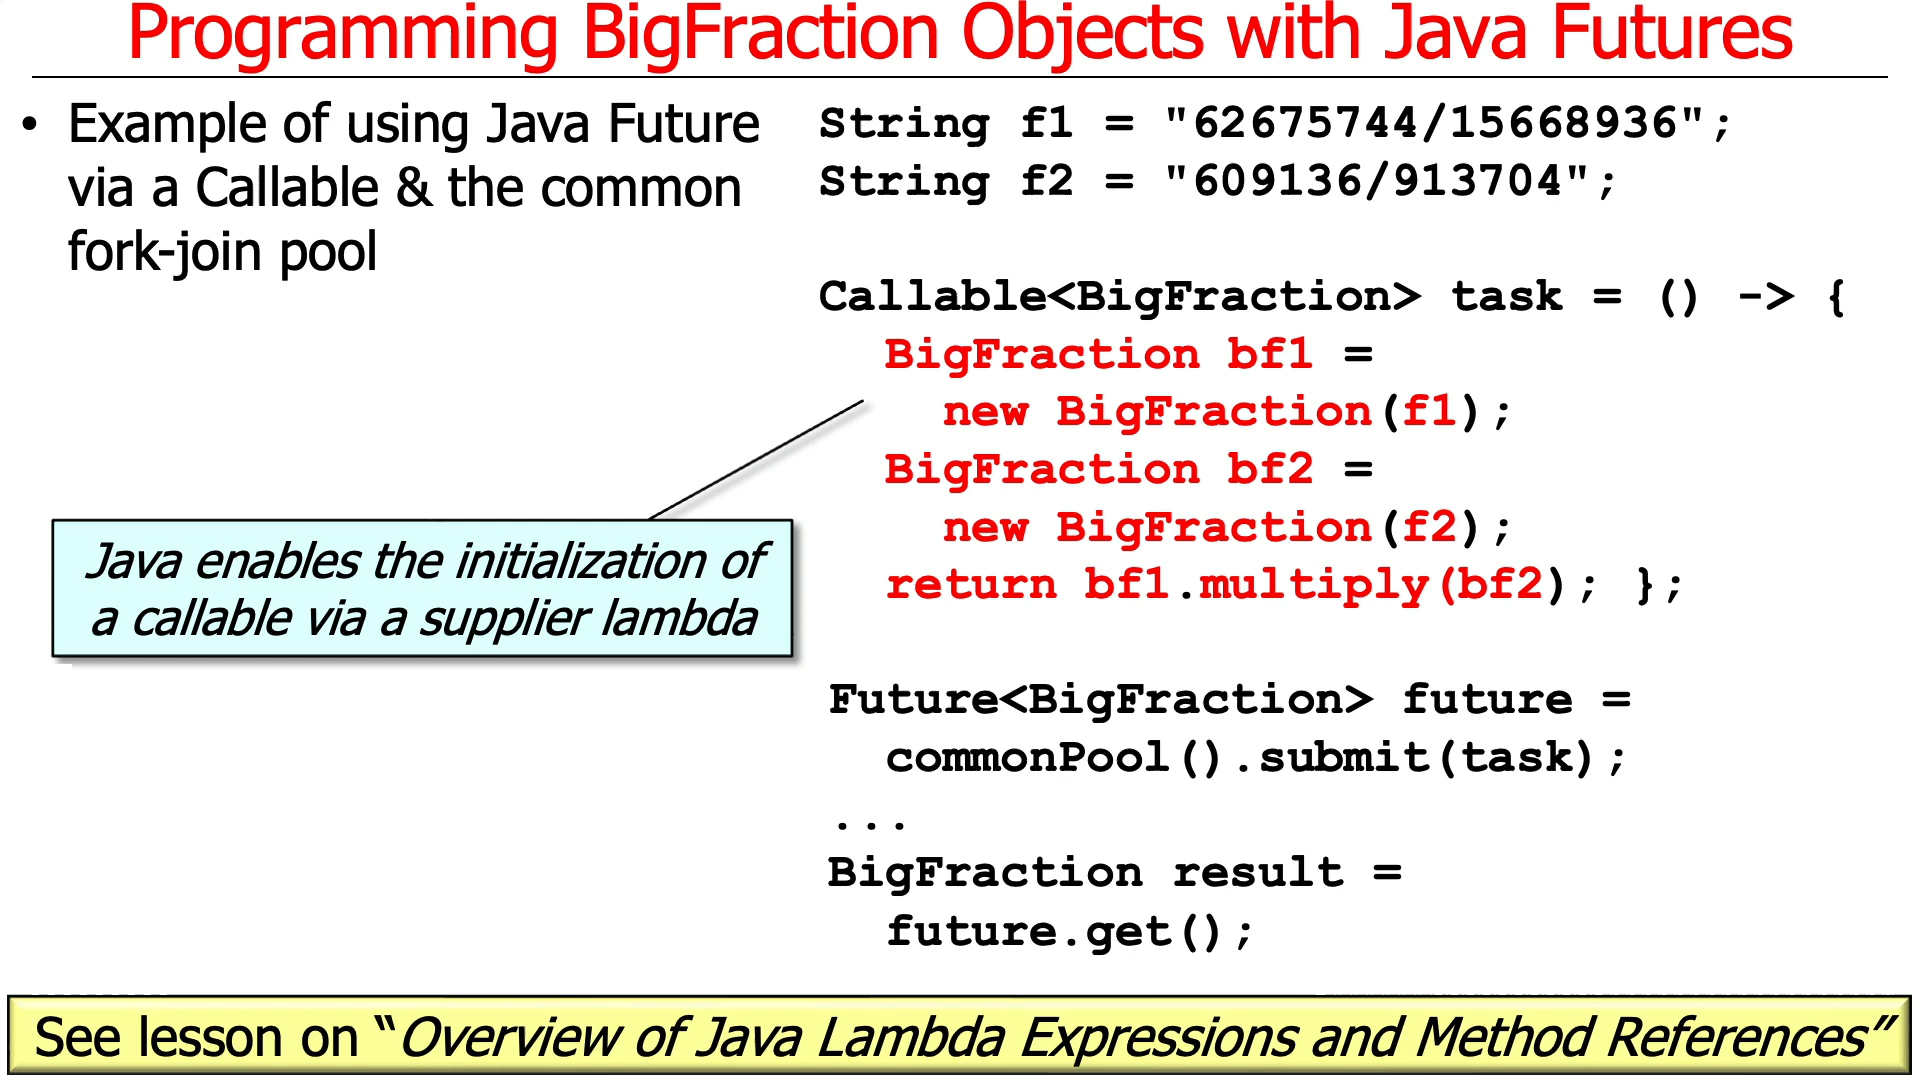 Programming BigFraction Objects with Java Futures
• Example of using Java Future
via a Callable & the common
fork-join pool
String f1 = "62675744/15668936";
String f2 = "609136/913704";
Callable<BigFraction> task = () -> {
BigFraction bf1 =
new BigFraction(f1);
BigFraction bf2 =
new BigFraction(f2);
return bf1.multiply(bf2); };
Java enables the initialization of
a callable via a supplier lambda
Future<BigFraction> future =
commonPool().submit(task);
...
BigFraction result =
future.get();
See lesson on “Overview of Java Lambda Expressions and Method References”